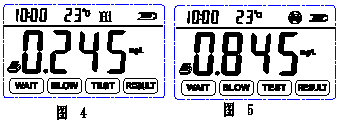 10:00 23℃
0.245 mg/L
WAIT BLOW TEST RESULT
图 4
10:00 23℃
0.845 mg/L
WAIT BLOW TEST RESULT
图 5